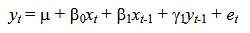 yₜ = μ + β₀xₜ + β₁xₜ₋₁ + γ₁yₜ₋₁ + eₜ